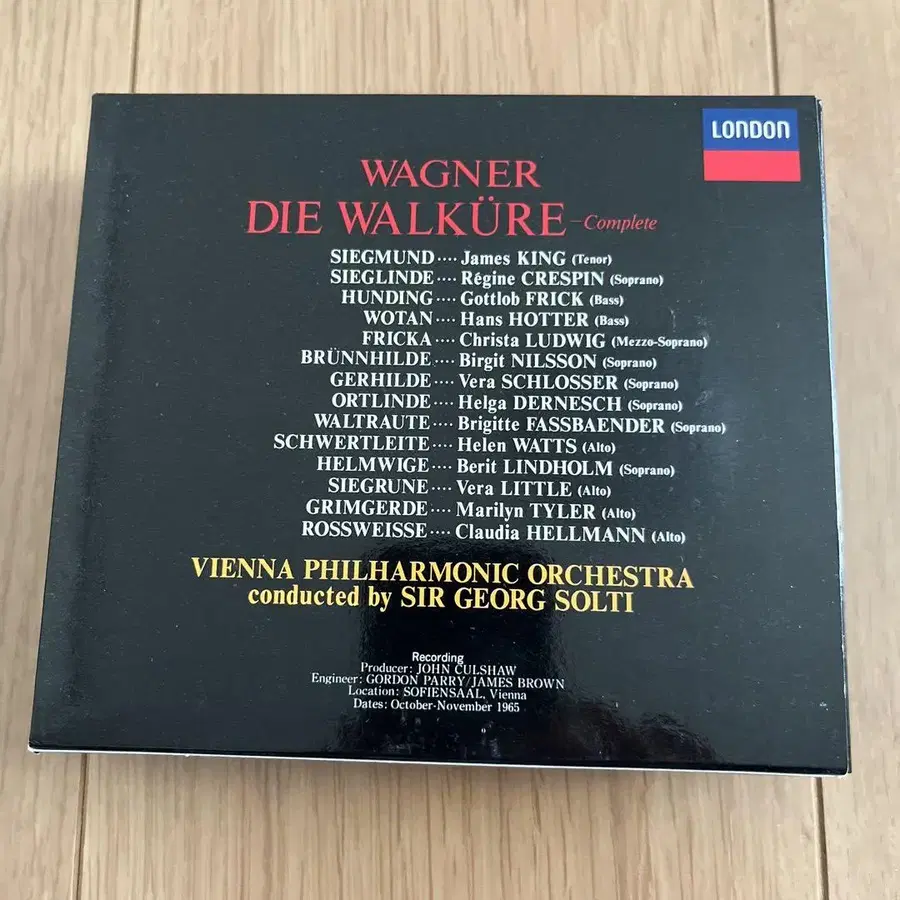 LONDON
WAGNER
DIE WALKÜRE—Complete
SIEGMUND···· James KING (Tenor)
SIEGLINDE···· Régine CRESPIN (Soprano)
HUNDING···· Gottlob FRICK (Bass)
WOTAN···· Hans HOTTER (Bass)
FRICKA···· Christa LUDWIG (Mezzo-Soprano)
BRÜNNHILDE···· Birgit NILSSON (Soprano)
GERHILDE···· Vera SCHLOSSER (Soprano)
ORTLINDE···· Helga DERNESCH (Soprano)
WALTRAUTE···· Brigitte FASSBAENDER (Soprano)
SCHWERTLEITE···· Helen WATTS (Alto)
HELMWIGE···· Berit LINDHOLM (Soprano)
SIEGRUNE···· Vera LITTLE (Alto)
GRIMGERDE···· Marilyn TYLER (Alto)
ROSSWEISSE···· Claudia HELLMANN (Alto)
VIENNA PHILHARMONIC ORCHESTRA
conducted by SIR GEORG SOLTI
Recording
Producer: JOHN CULSHAW
Engineer: GORDON PARRY/JAMES BROWN
Location: SOFIENSAAL, Vienna
Dates: October-November 1965